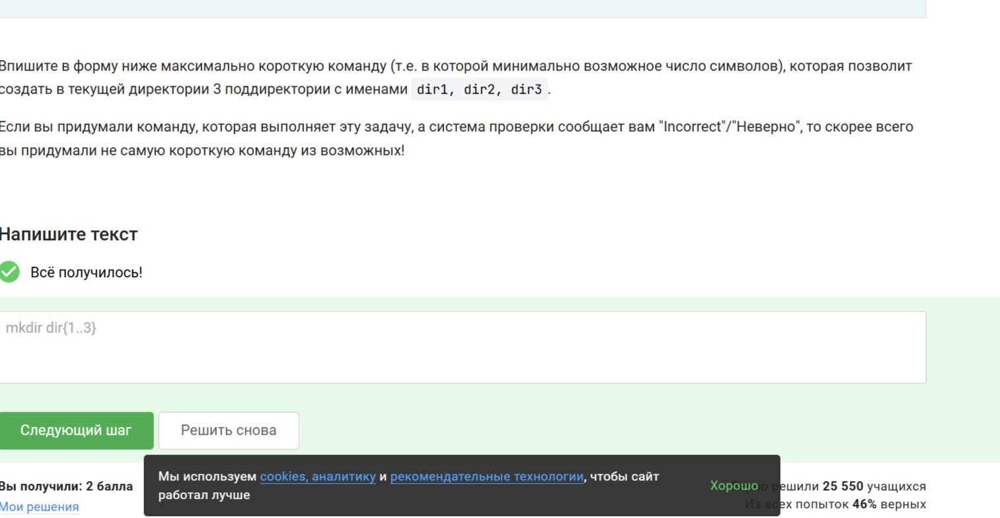 Впишите в форму ниже максимально короткую команду (т.е. в которой минимально возможное число символов), которая позволит
создать в текущей директории 3 поддиректории с именами dir1, dir2, dir3.
Если вы придумали команду, которая выполняет эту задачу, а система проверки сообщает вам "Incorrect"/"Неверно", то скорее всего
вы придумали не самую короткую команду из возможных!
Напишите текст
Всё получилось!
mkdir dir{1..3}
Следующий шаг
Решить снова
Вы получили: 2 балла
Мои решения
Мы используем cookies, аналитику и рекомендательные технологии, чтобы сайт
работал лучше
Хорошо
решили 25 550 учащихся
Из всех попыток 46% верных